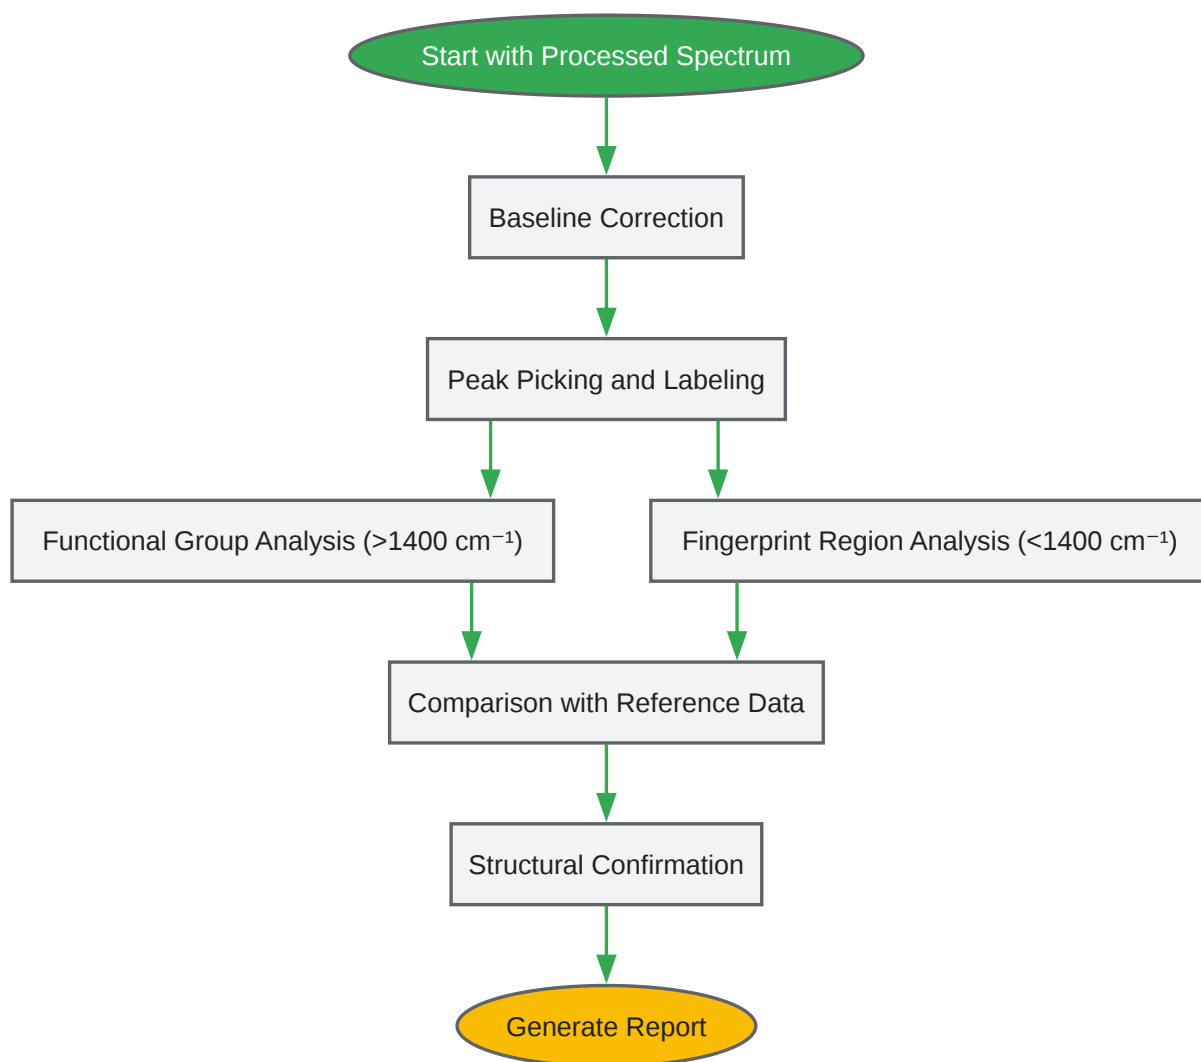 Start with Processed Spectrum
Baseline Correction
Peak Picking and Labeling
Functional Group Analysis (>1400 cm⁻¹)
Fingerprint Region Analysis (<1400 cm⁻¹)
Comparison with Reference Data
Structural Confirmation
Generate Report